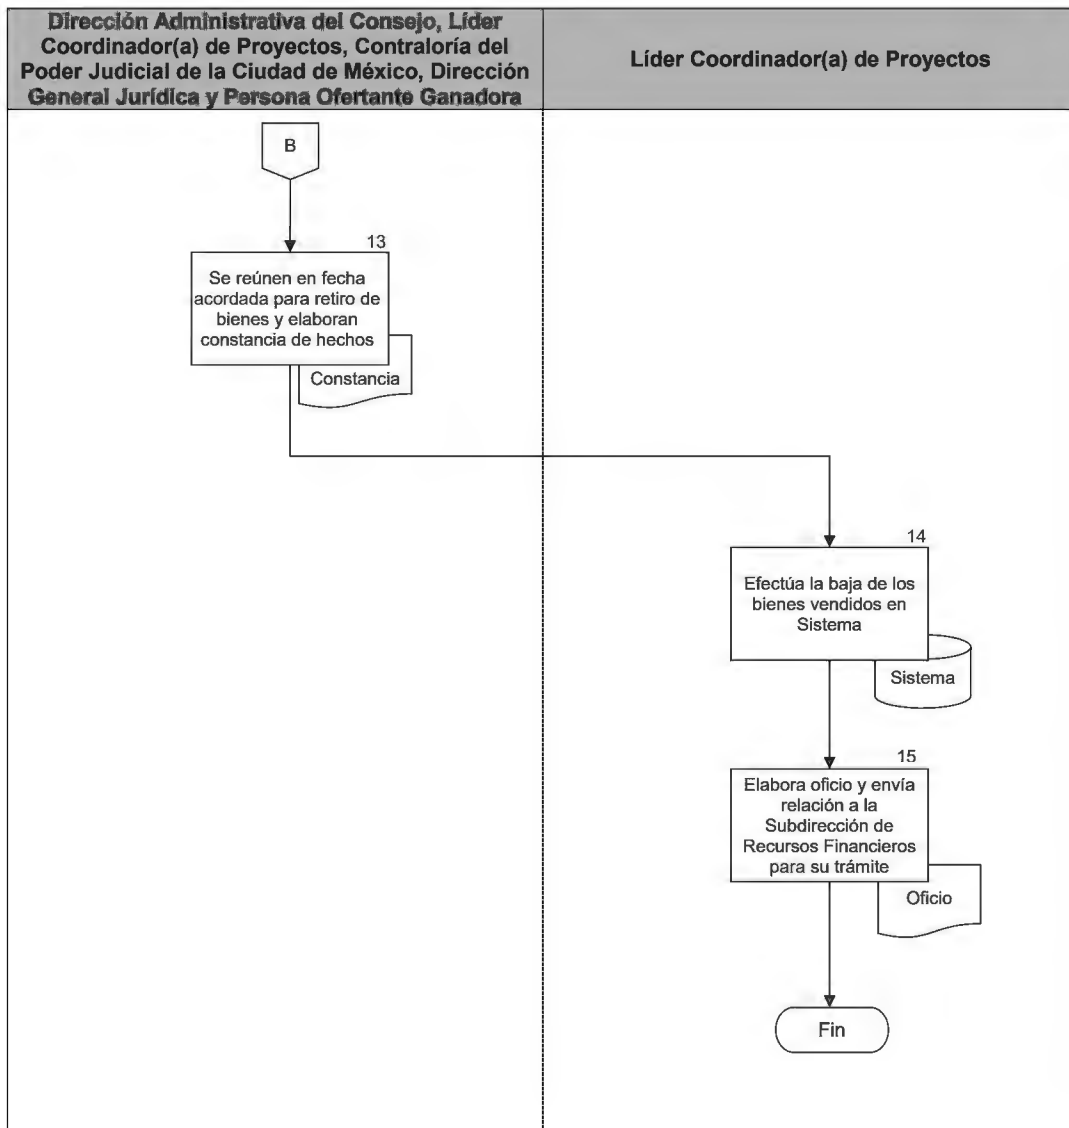 Dirección Administrativa del Consejo, Líder
Coordinador(a) de Proyectos, Contraloría del
Poder Judicial de la Ciudad de México, Dirección
General Jurídica y Persona Ofertante Ganadora
Líder Coordinador(a) de Proyectos
B
13
Se reúnen en fecha
acordada para retiro de
bienes y elaboran
constancia de hechos
Constancia
14
Efectúa la baja de los
bienes vendidos en
Sistema
Sistema
15
Elabora oficio y envía
relación a la
Subdirección de
Recursos Financieros
para su trámite
Oficio
Fin